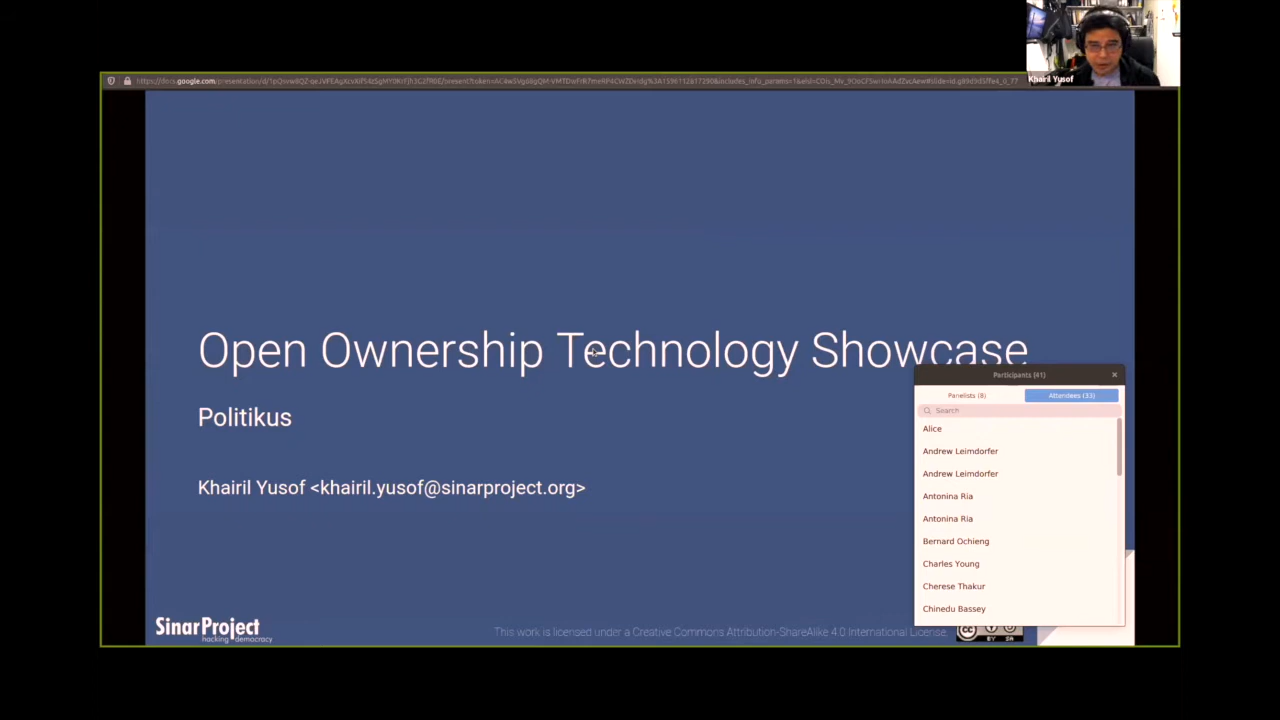 Khairil Yusof
Open Ownership Technology Showcase
Politikus
Khairil Yusof <khairil.yusof@sinarproject.org>
Participants (41)
Panelists (8)
Attendees (33)
Search
Alice
Andrew Leimdorfer
Andrew Leimdorfer
Antonina Ria
Antonina Ria
Bernard Ochieng
Charles Young
Cherese Thakur
Chinedu Bassey
SinarProject
hacking democracy
This work is licensed under a Creative Commons Attribution-ShareAlike 4.0 International License.
BY SA